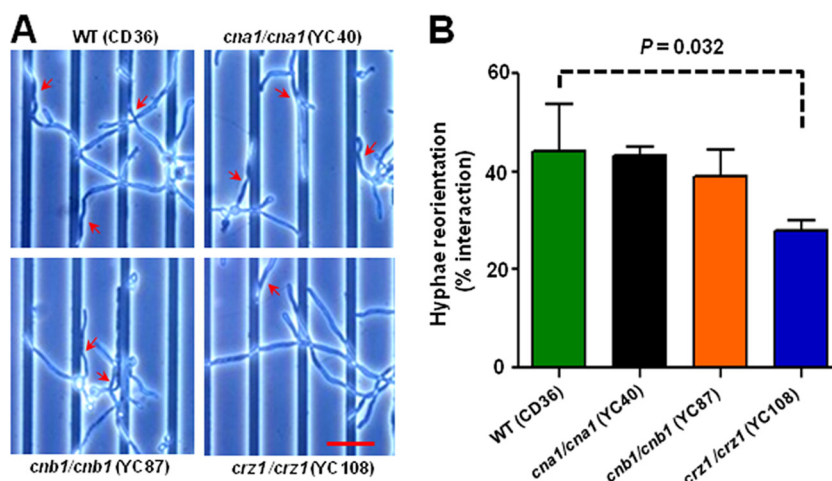 A
WT (CD36)
cna1/cna1 (YC40)
cnb1/cnb1 (YC87)
crz1/crz1 (YC108)
B
P = 0.032
Hyphae reorientation
(% interaction)
60
40
20
0
WT (CD36)
cna1/cna1 (YC40)
cnb1/cnb1 (YC87)
crz1/crz1 (YC108)